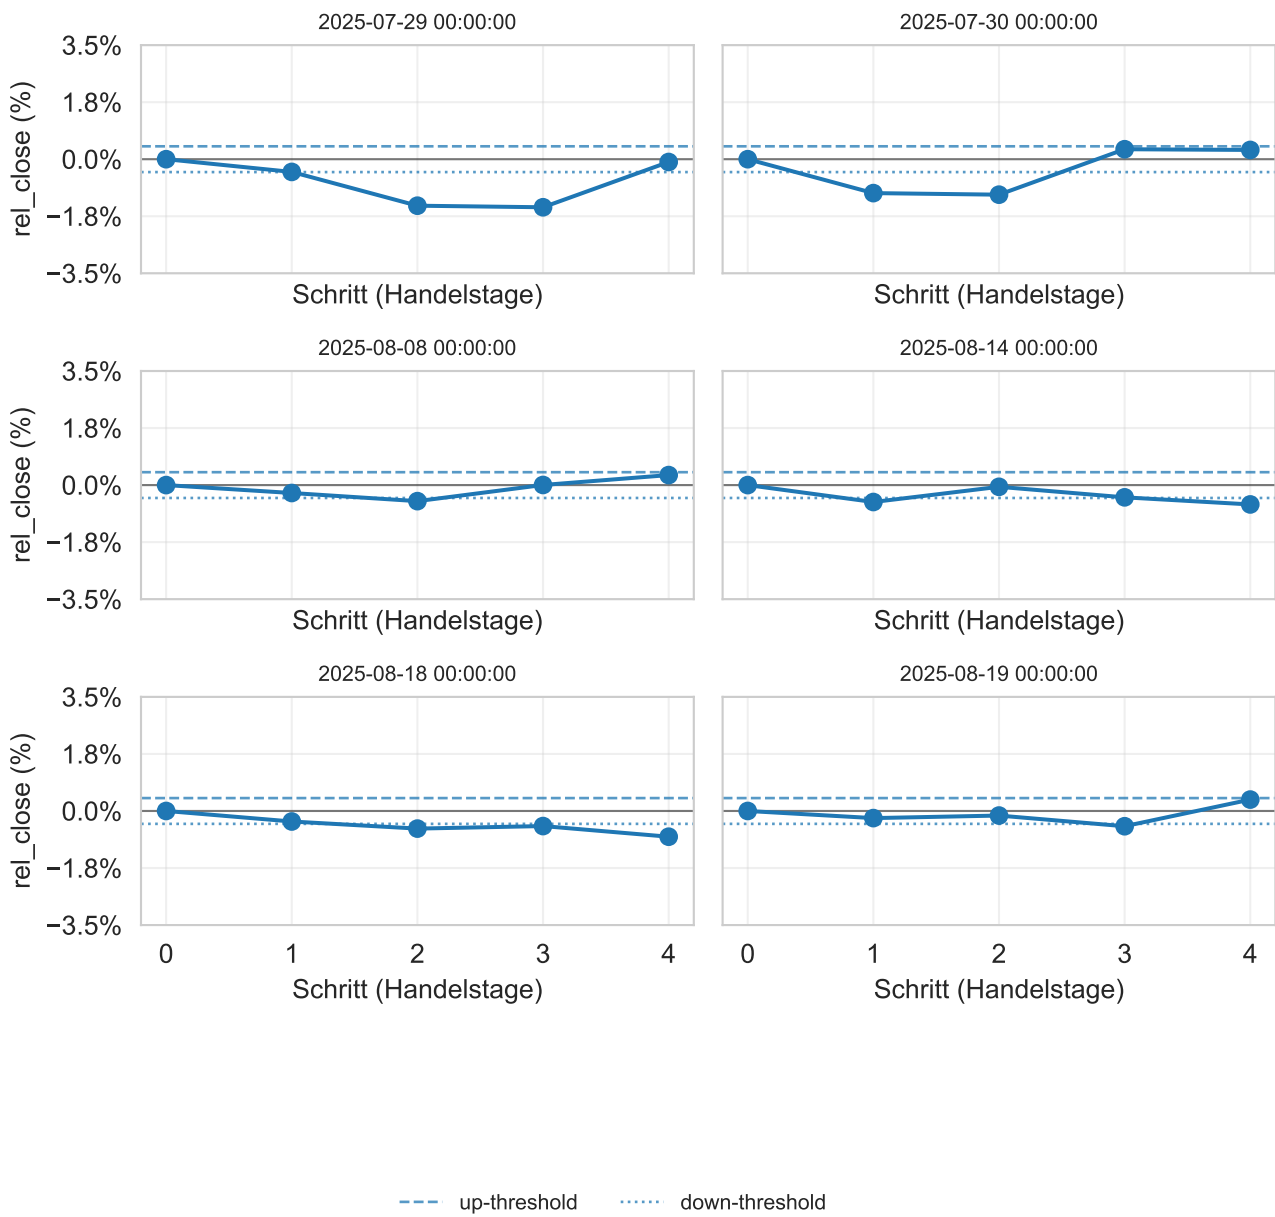 2025-07-29 00:00:00
2025-07-30 00:00:00
3.5%
1.8%
0.0%
−1.8%
−3.5%
rel_close (%)
Schritt (Handelstage)
Schritt (Handelstage)
2025-08-08 00:00:00
2025-08-14 00:00:00
3.5%
1.8%
0.0%
−1.8%
−3.5%
rel_close (%)
Schritt (Handelstage)
Schritt (Handelstage)
2025-08-18 00:00:00
2025-08-19 00:00:00
3.5%
1.8%
0.0%
−1.8%
−3.5%
rel_close (%)
0 1 2 3 4
0 1 2 3 4
Schritt (Handelstage)
Schritt (Handelstage)
up-threshold
down-threshold